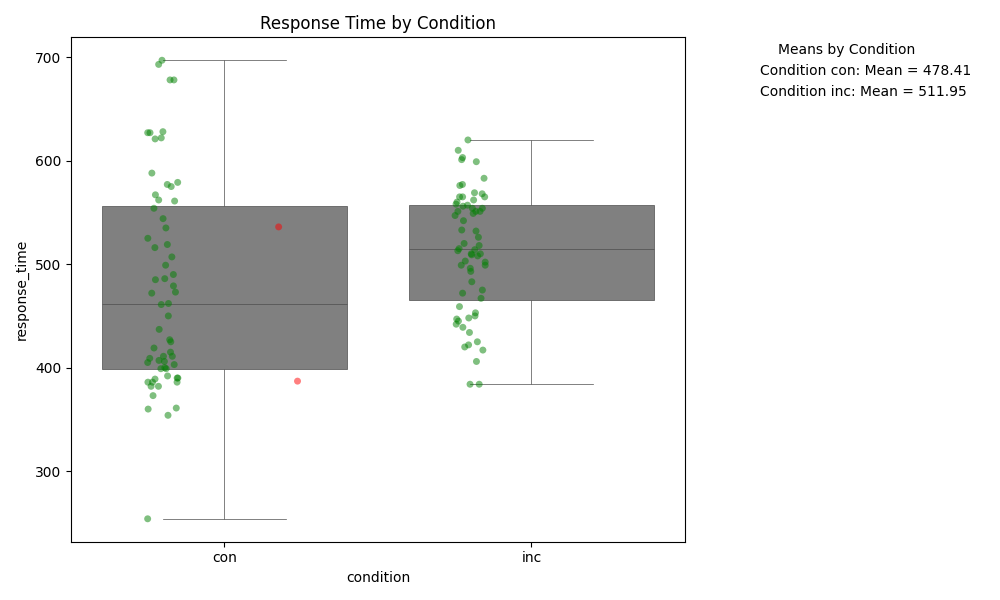 Response Time by Condition
Means by Condition
Condition con: Mean = 478.41
Condition inc: Mean = 511.95
700
600
500
400
300
response_time
con
inc
condition